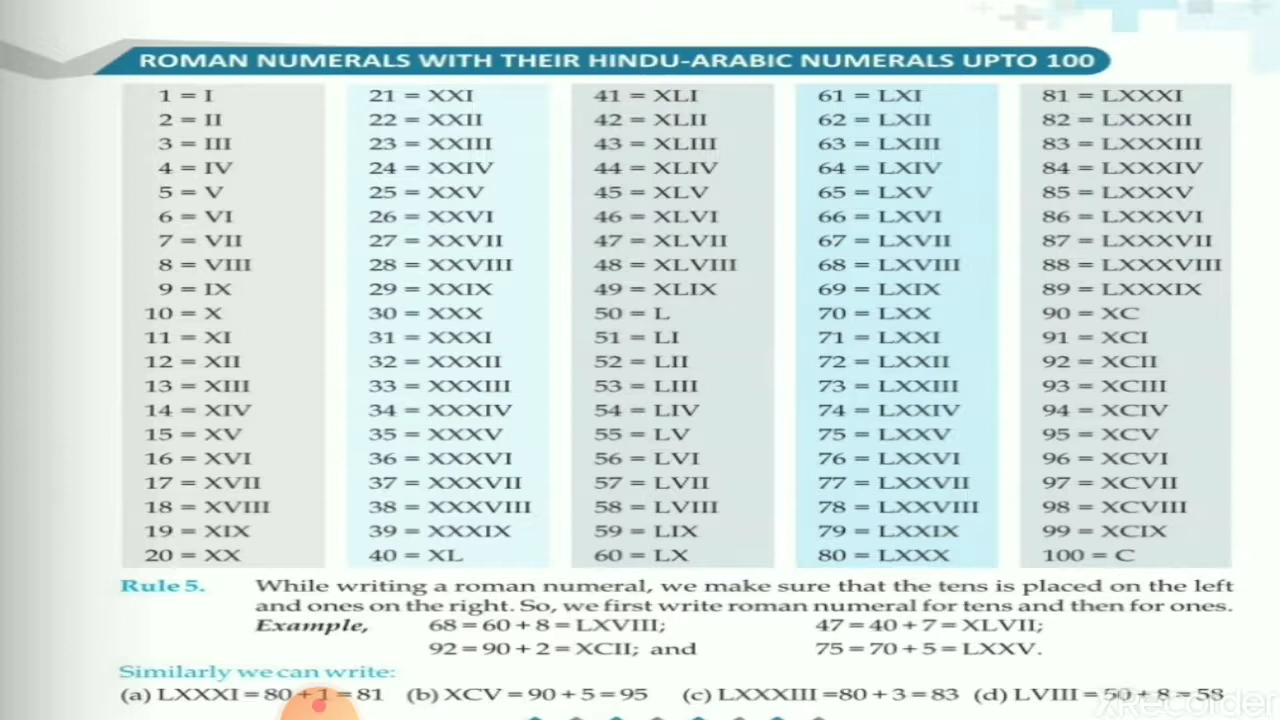 ROMAN NUMERALS WITH THEIR HINDU-ARABIC NUMERALS UPTO 100
1 = I
2 = II
3 = III
4 = IV
5 = V
6 = VI
7 = VII
8 = VIII
9 = IX
10 = X
11 = XI
12 = XII
13 = XIII
14 = XIV
15 = XV
16 = XVI
17 = XVII
18 = XVIII
19 = XIX
20 = XX
21 = XXI
22 = XXII
23 = XXIII
24 = XXIV
25 = XXV
26 = XXVI
27 = XXVII
28 = XXVIII
29 = XXIX
30 = XXX
31 = XXXI
32 = XXXII
33 = XXXIII
34 = XXXIV
35 = XXXV
36 = XXXVI
37 = XXXVII
38 = XXXVIII
39 = XXXIX
40 = XL
41 = XLI
42 = XLII
43 = XLIII
44 = XLIV
45 = XLV
46 = XLVI
47 = XLVII
48 = XLVIII
49 = XLIX
50 = L
51 = LI
52 = LII
53 = LIII
54 = LIV
55 = LV
56 = LVI
57 = LVII
58 = LVIII
59 = LIX
60 = LX
61 = LXI
62 = LXII
63 = LXIII
64 = LXIV
65 = LXV
66 = LXVI
67 = LXVII
68 = LXVIII
69 = LXIX
70 = LXX
71 = LXXI
72 = LXXII
73 = LXXIII
74 = LXXIV
75 = LXXV
76 = LXXVI
77 = LXXVII
78 = LXXVIII
79 = LXXIX
80 = LXXX
81 = LXXXI
82 = LXXXII
83 = LXXXIII
84 = LXXXIV
85 = LXXXV
86 = LXXXVI
87 = LXXXVII
88 = LXXXVIII
89 = LXXXIX
90 = XC
91 = XCI
92 = XCII
93 = XCIII
94 = XCIV
95 = XCV
96 = XCVI
97 = XCVII
98 = XCVIII
99 = XCIX
100 = C
Rule 5. While writing a roman numeral, we make sure that the tens is placed on the left
and ones on the right. So, we first write roman numeral for tens and then for ones.
Example, 68 = 60 + 8 = LXVIII; 47 = 40 + 7 = XLVII;
92 = 90 + 2 = XCII; and 75 = 70 + 5 = LXXV.
Similarly we can write:
(a) LXXXI = 80 + 1 = 81 (b) XCV = 90 + 5 = 95 (c) LXXXIII =80 + 3 = 83 (d) LVIII = 50 + 8 = 58
XRecorder